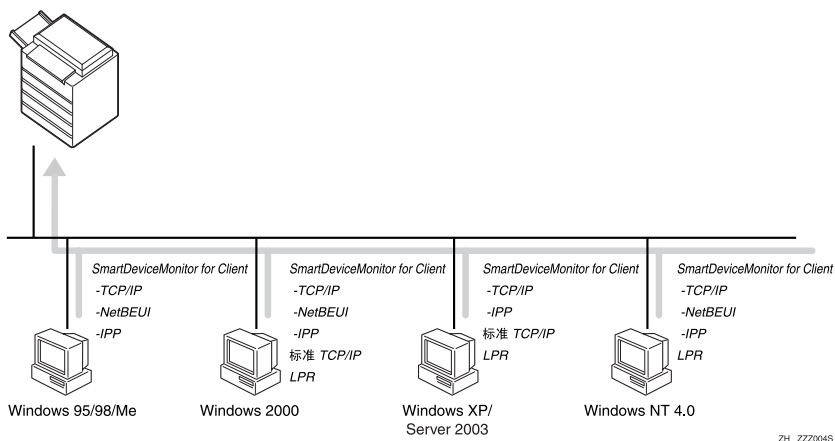 SmartDeviceMonitor for Client
-TCP/IP
-NetBEUI
-IPP
Windows 95/98/Me
SmartDeviceMonitor for Client
-TCP/IP
-NetBEUI
-IPP
标准 TCP/IP
LPR
Windows 2000
SmartDeviceMonitor for Client
-TCP/IP
-IPP
标准 TCP/IP
LPR
Windows XP/
Server 2003
SmartDeviceMonitor for Client
-TCP/IP
-NetBEUI
-IPP
LPR
Windows NT 4.0
ZH ZZZ004S